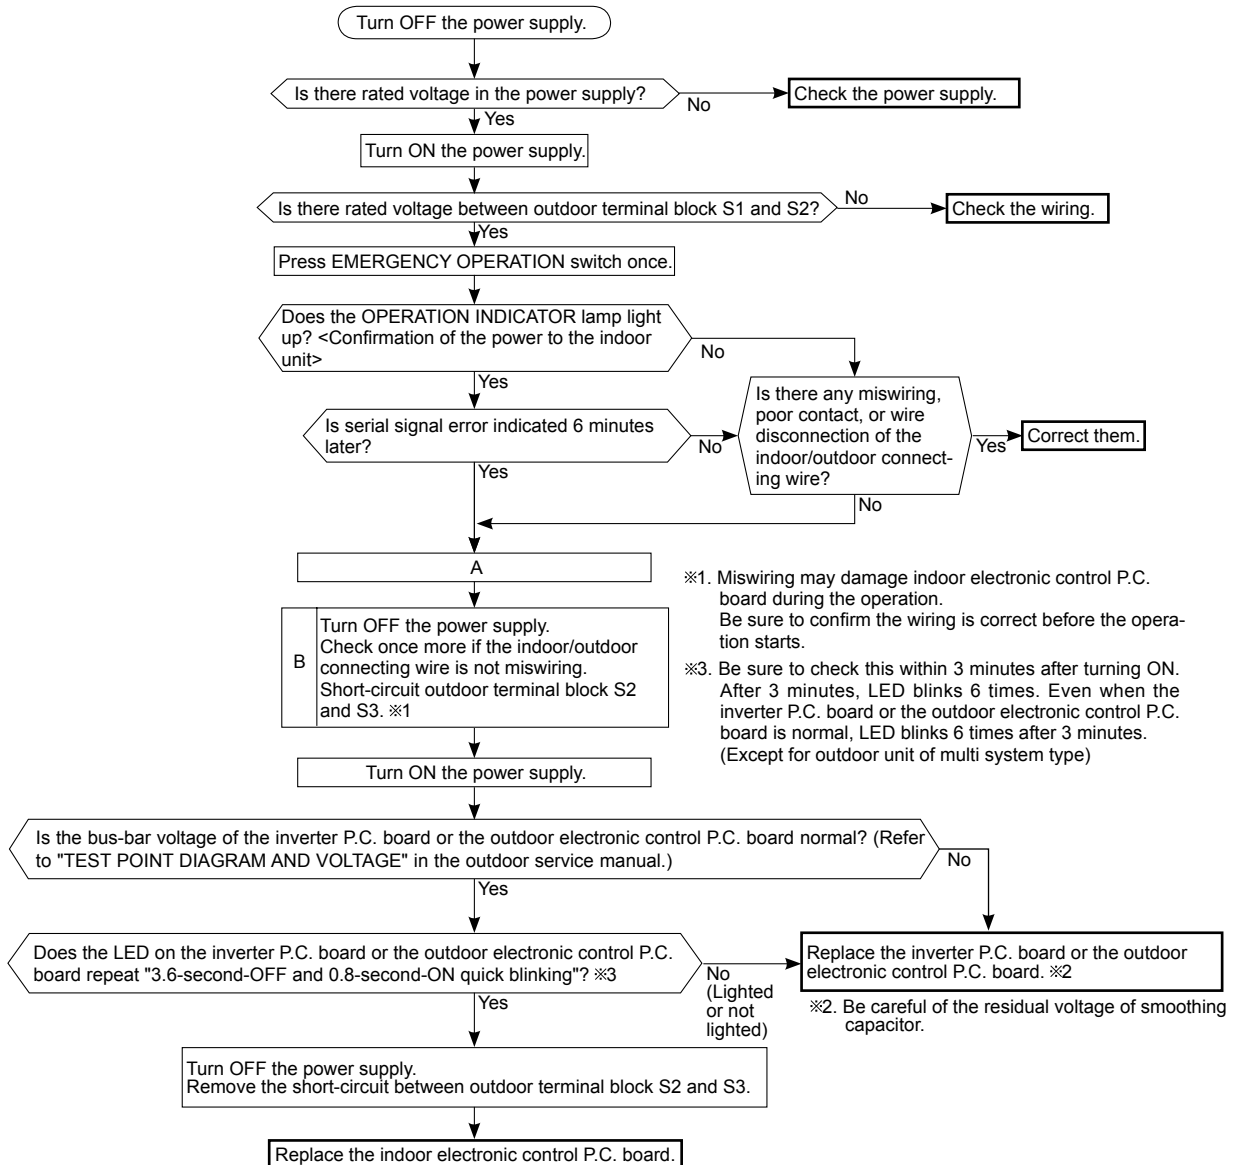 Turn OFF the power supply.
Is there rated voltage in the power supply?
No
Check the power supply.
Yes
Turn ON the power supply.
Is there rated voltage between outdoor terminal block S1 and S2?
No
Check the wiring.
Yes
Press EMERGENCY OPERATION switch once.
Does the OPERATION INDICATOR lamp light
up? <Confirmation of the power to the indoor
unit>
No
Yes
Is serial signal error indicated 6 minutes
later?
No
Yes
Is there any miswiring,
poor contact, or wire
disconnection of the
indoor/outdoor connect-
ing wire?
Yes
Correct them.
No
A
B
Turn OFF the power supply.
Check once more if the indoor/outdoor
connecting wire is not miswiring.
Short-circuit outdoor terminal block S2
and S3. ※1
※1. Miswiring may damage indoor electronic control P.C.
board during the operation.
Be sure to confirm the wiring is correct before the opera-
tion starts.
※3. Be sure to check this within 3 minutes after turning ON.
After 3 minutes, LED blinks 6 times. Even when the
inverter P.C. board or the outdoor electronic control P.C.
board is normal, LED blinks 6 times after 3 minutes.
(Except for outdoor unit of multi system type)
Turn ON the power supply.
Is the bus-bar voltage of the inverter P.C. board or the outdoor electronic control P.C. board normal? (Refer
to "TEST POINT DIAGRAM AND VOLTAGE" in the outdoor service manual.)
No
Yes
Does the LED on the inverter P.C. board or the outdoor electronic control P.C.
board repeat "3.6-second-OFF and 0.8-second-ON quick blinking"? ※3
No
(Lighted
or not
lighted)
Yes
Replace the inverter P.C. board or the outdoor
electronic control P.C. board. ※2
※2. Be careful of the residual voltage of smoothing
capacitor.
Turn OFF the power supply.
Remove the short-circuit between outdoor terminal block S2 and S3.
Replace the indoor electronic control P.C. board.